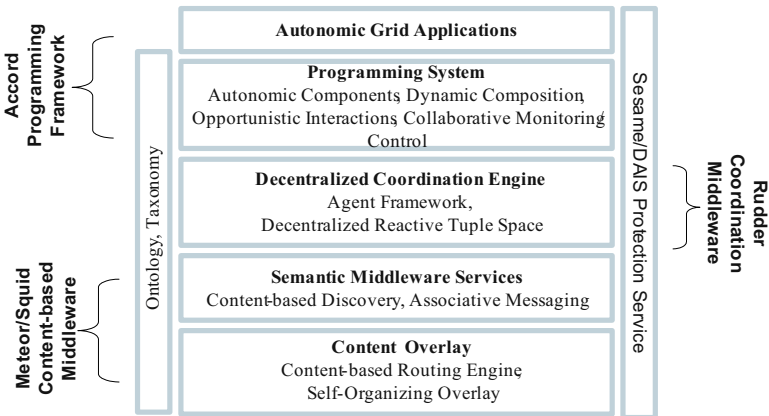 Accord
Programming
Framework
Meteor/Squid
Content-based
Middleware
Ontology, Taxonomy
Autonomic Grid Applications
Programming System
Autonomic Components, Dynamic Composition,
Opportunistic Interactions, Collaborative Monitoring/
Control
Decentralized Coordination Engine
Agent Framework,
Decentralized Reactive Tuple Space
Semantic Middleware Services
Content-based Discovery, Associative Messaging
Content Overlay
Content-based Routing Engine,
Self-Organizing Overlay
Sesame/DAIS Protection Service
Rudder
Coordination
Middleware